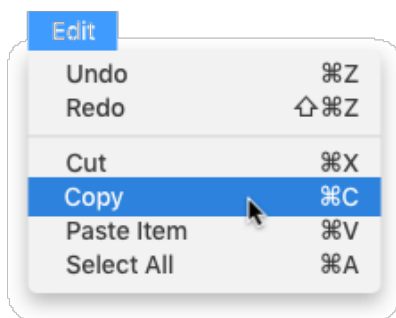 Edit
Undo ⌘Z
Redo ⇧⌘Z
Cut ⌘X
Copy ⌘C
Paste Item ⌘V
Select All ⌘A